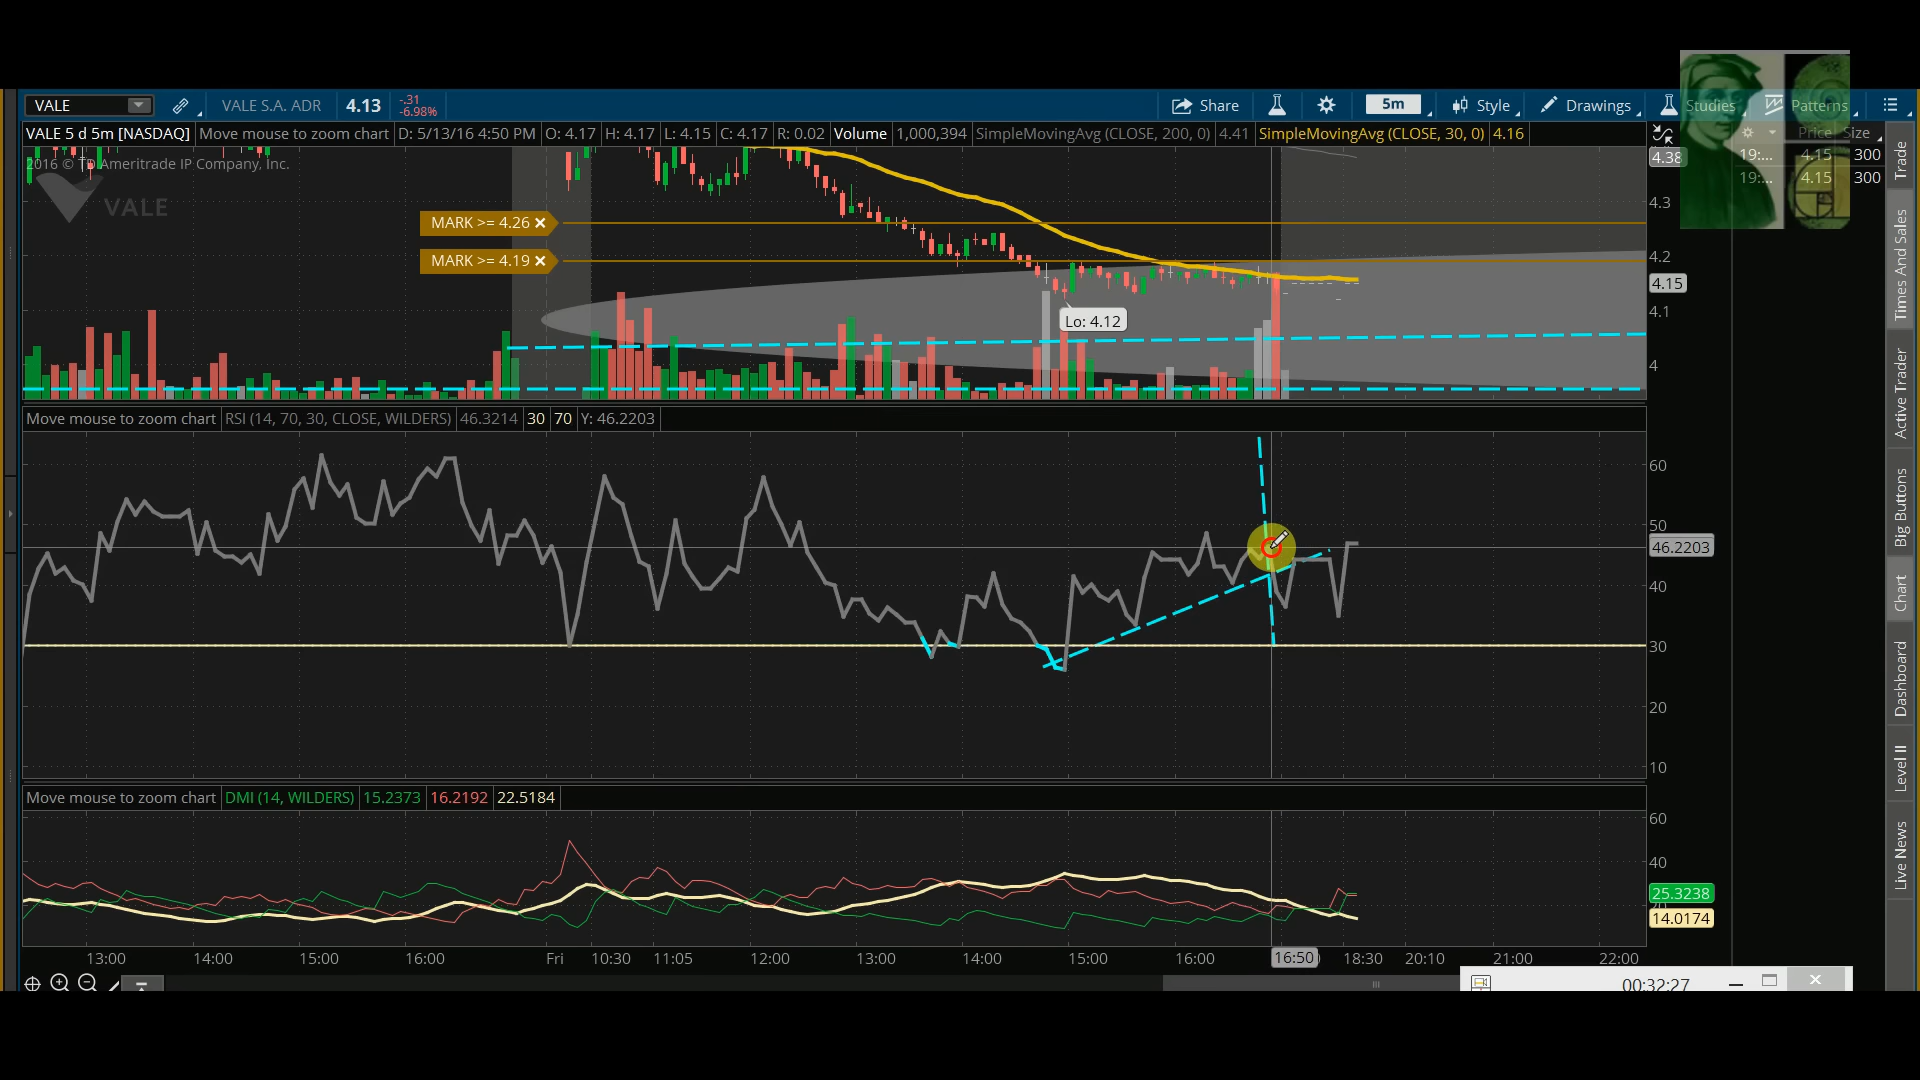 VALE VALE S.A. ADR 4.13 -.31 -6.98% Share 5m Style Drawings Studies Patterns
VALE 5 d 5m [NASDAQ] Move mouse to zoom chart D: 5/13/16 4:50 PM O: 4.17 H: 4.17 L: 4.15 C: 4.17 R: 0.02 Volume 1,000,394 SimpleMovingAvg (CLOSE, 200, 0) 4.41 SimpleMovingAvg (CLOSE, 30, 0) 4.16
Price Size
19:... 4.15 300
19:... 4.15 300
2016 © TD Ameritrade IP Company, Inc.
VALE
MARK >= 4.26
MARK >= 4.19
Lo: 4.12
4.38
4.3
4.2
4.15
4.1
4
Move mouse to zoom chart RSI (14, 70, 30, CLOSE, WILDERS) 46.3214 30 70 Y: 46.2203
60
50
46.2203
40
30
20
10
Move mouse to zoom chart DMI (14, WILDERS) 15.2373 16.2192 22.5184
60
40
25.3238
14.0174
13:00 14:00 15:00 16:00 Fri 10:30 11:05 12:00 13:00 14:00 15:00 16:00 16:50 18:30 20:10 21:00 22:00
00:32:27
Trade
Times And Sales
Active Trader
Big Buttons
Chart
Dashboard
Level II
Live News